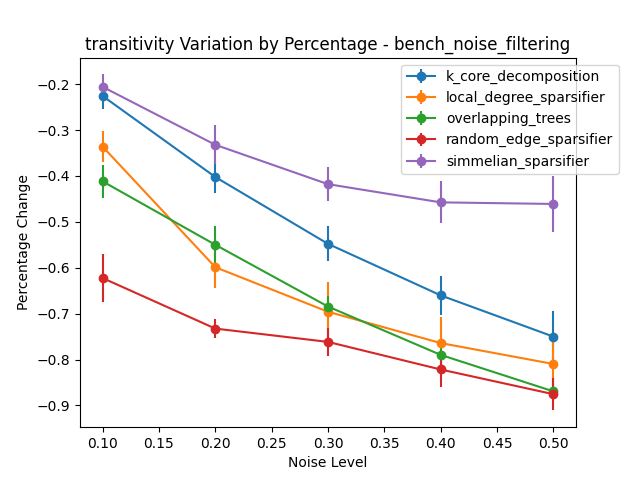 transitivity Variation by Percentage - bench_noise_filtering
k_core_decomposition
local_degree_sparsifier
overlapping_trees
random_edge_sparsifier
simmelian_sparsifier
Percentage Change
−0.2
−0.3
−0.4
−0.5
−0.6
−0.7
−0.8
−0.9
0.10 0.15 0.20 0.25 0.30 0.35 0.40 0.45 0.50
Noise Level